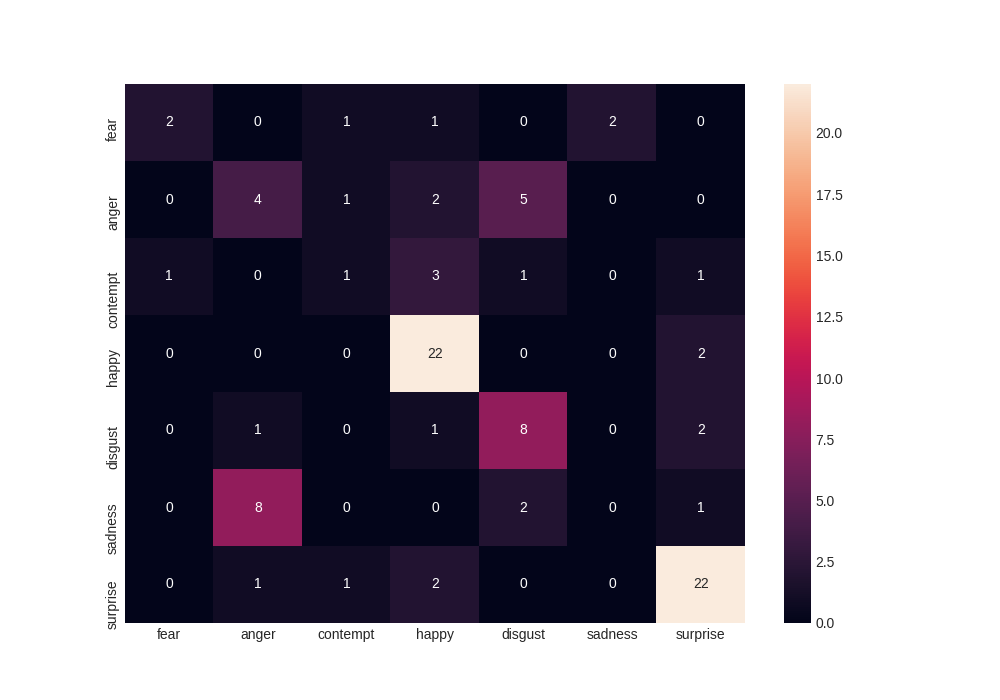 fear 2 0 1 1 0 2 0
anger 0 4 1 2 5 0 0
contempt 1 0 1 3 1 0 1
happy 0 0 0 22 0 0 2
disgust 0 1 0 1 8 0 2
sadness 0 8 0 0 2 0 1
surprise 0 1 1 2 0 0 22
fear anger contempt happy disgust sadness surprise
20.0
17.5
15.0
12.5
10.0
7.5
5.0
2.5
0.0